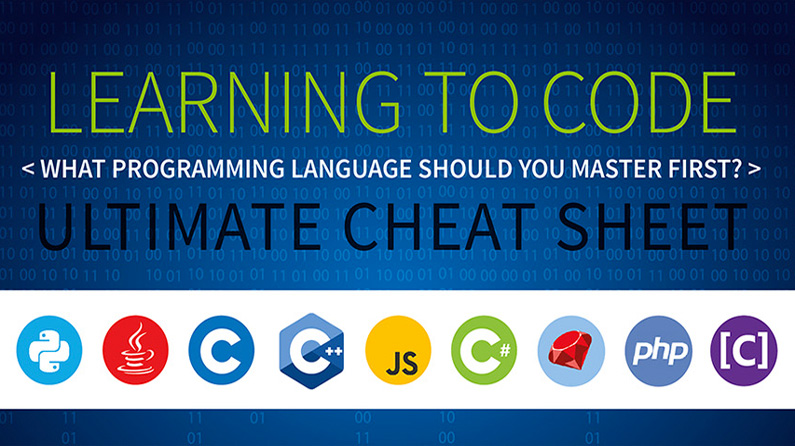 LEARNING TO CODE
< WHAT PROGRAMMING LANGUAGE SHOULD YOU MASTER FIRST? >
ULTIMATE CHEAT SHEET
C C++ JS C# php [C]